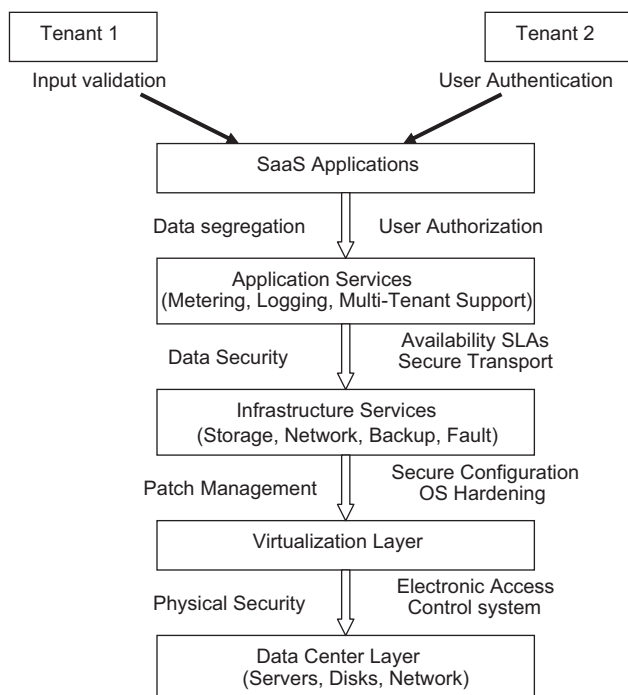 Tenant 1
Tenant 2
Input validation
User Authentication
SaaS Applications
Data segregation
User Authorization
Application Services
(Metering, Logging, Multi-Tenant Support)
Data Security
Availability SLAs
Secure Transport
Infrastructure Services
(Storage, Network, Backup, Fault)
Patch Management
Secure Configuration
OS Hardening
Virtualization Layer
Physical Security
Electronic Access
Control system
Data Center Layer
(Servers, Disks, Network)